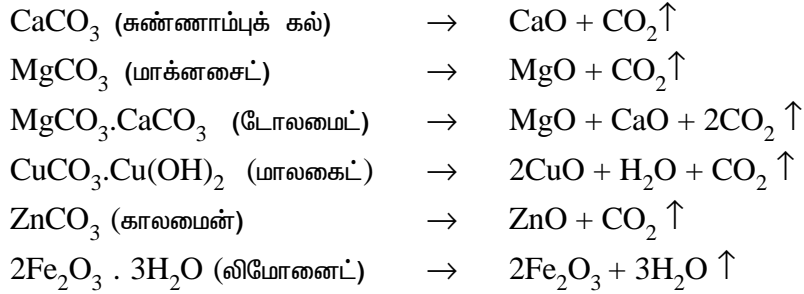 CaCO₃ (சுண்ணாம்புக் கல்) → CaO + CO₂↑
MgCO₃ (மாக்னசைட்) → MgO + CO₂↑
MgCO₃.CaCO₃ (டோலமைட்) → MgO + CaO + 2CO₂ ↑
CuCO₃.Cu(OH)₂ (மாலகைட்) → 2CuO + H₂O + CO₂ ↑
ZnCO₃ (காலமைன்) → ZnO + CO₂ ↑
2Fe₂O₃ . 3H₂O (லிமோனைட்) → 2Fe₂O₃ + 3H₂O ↑